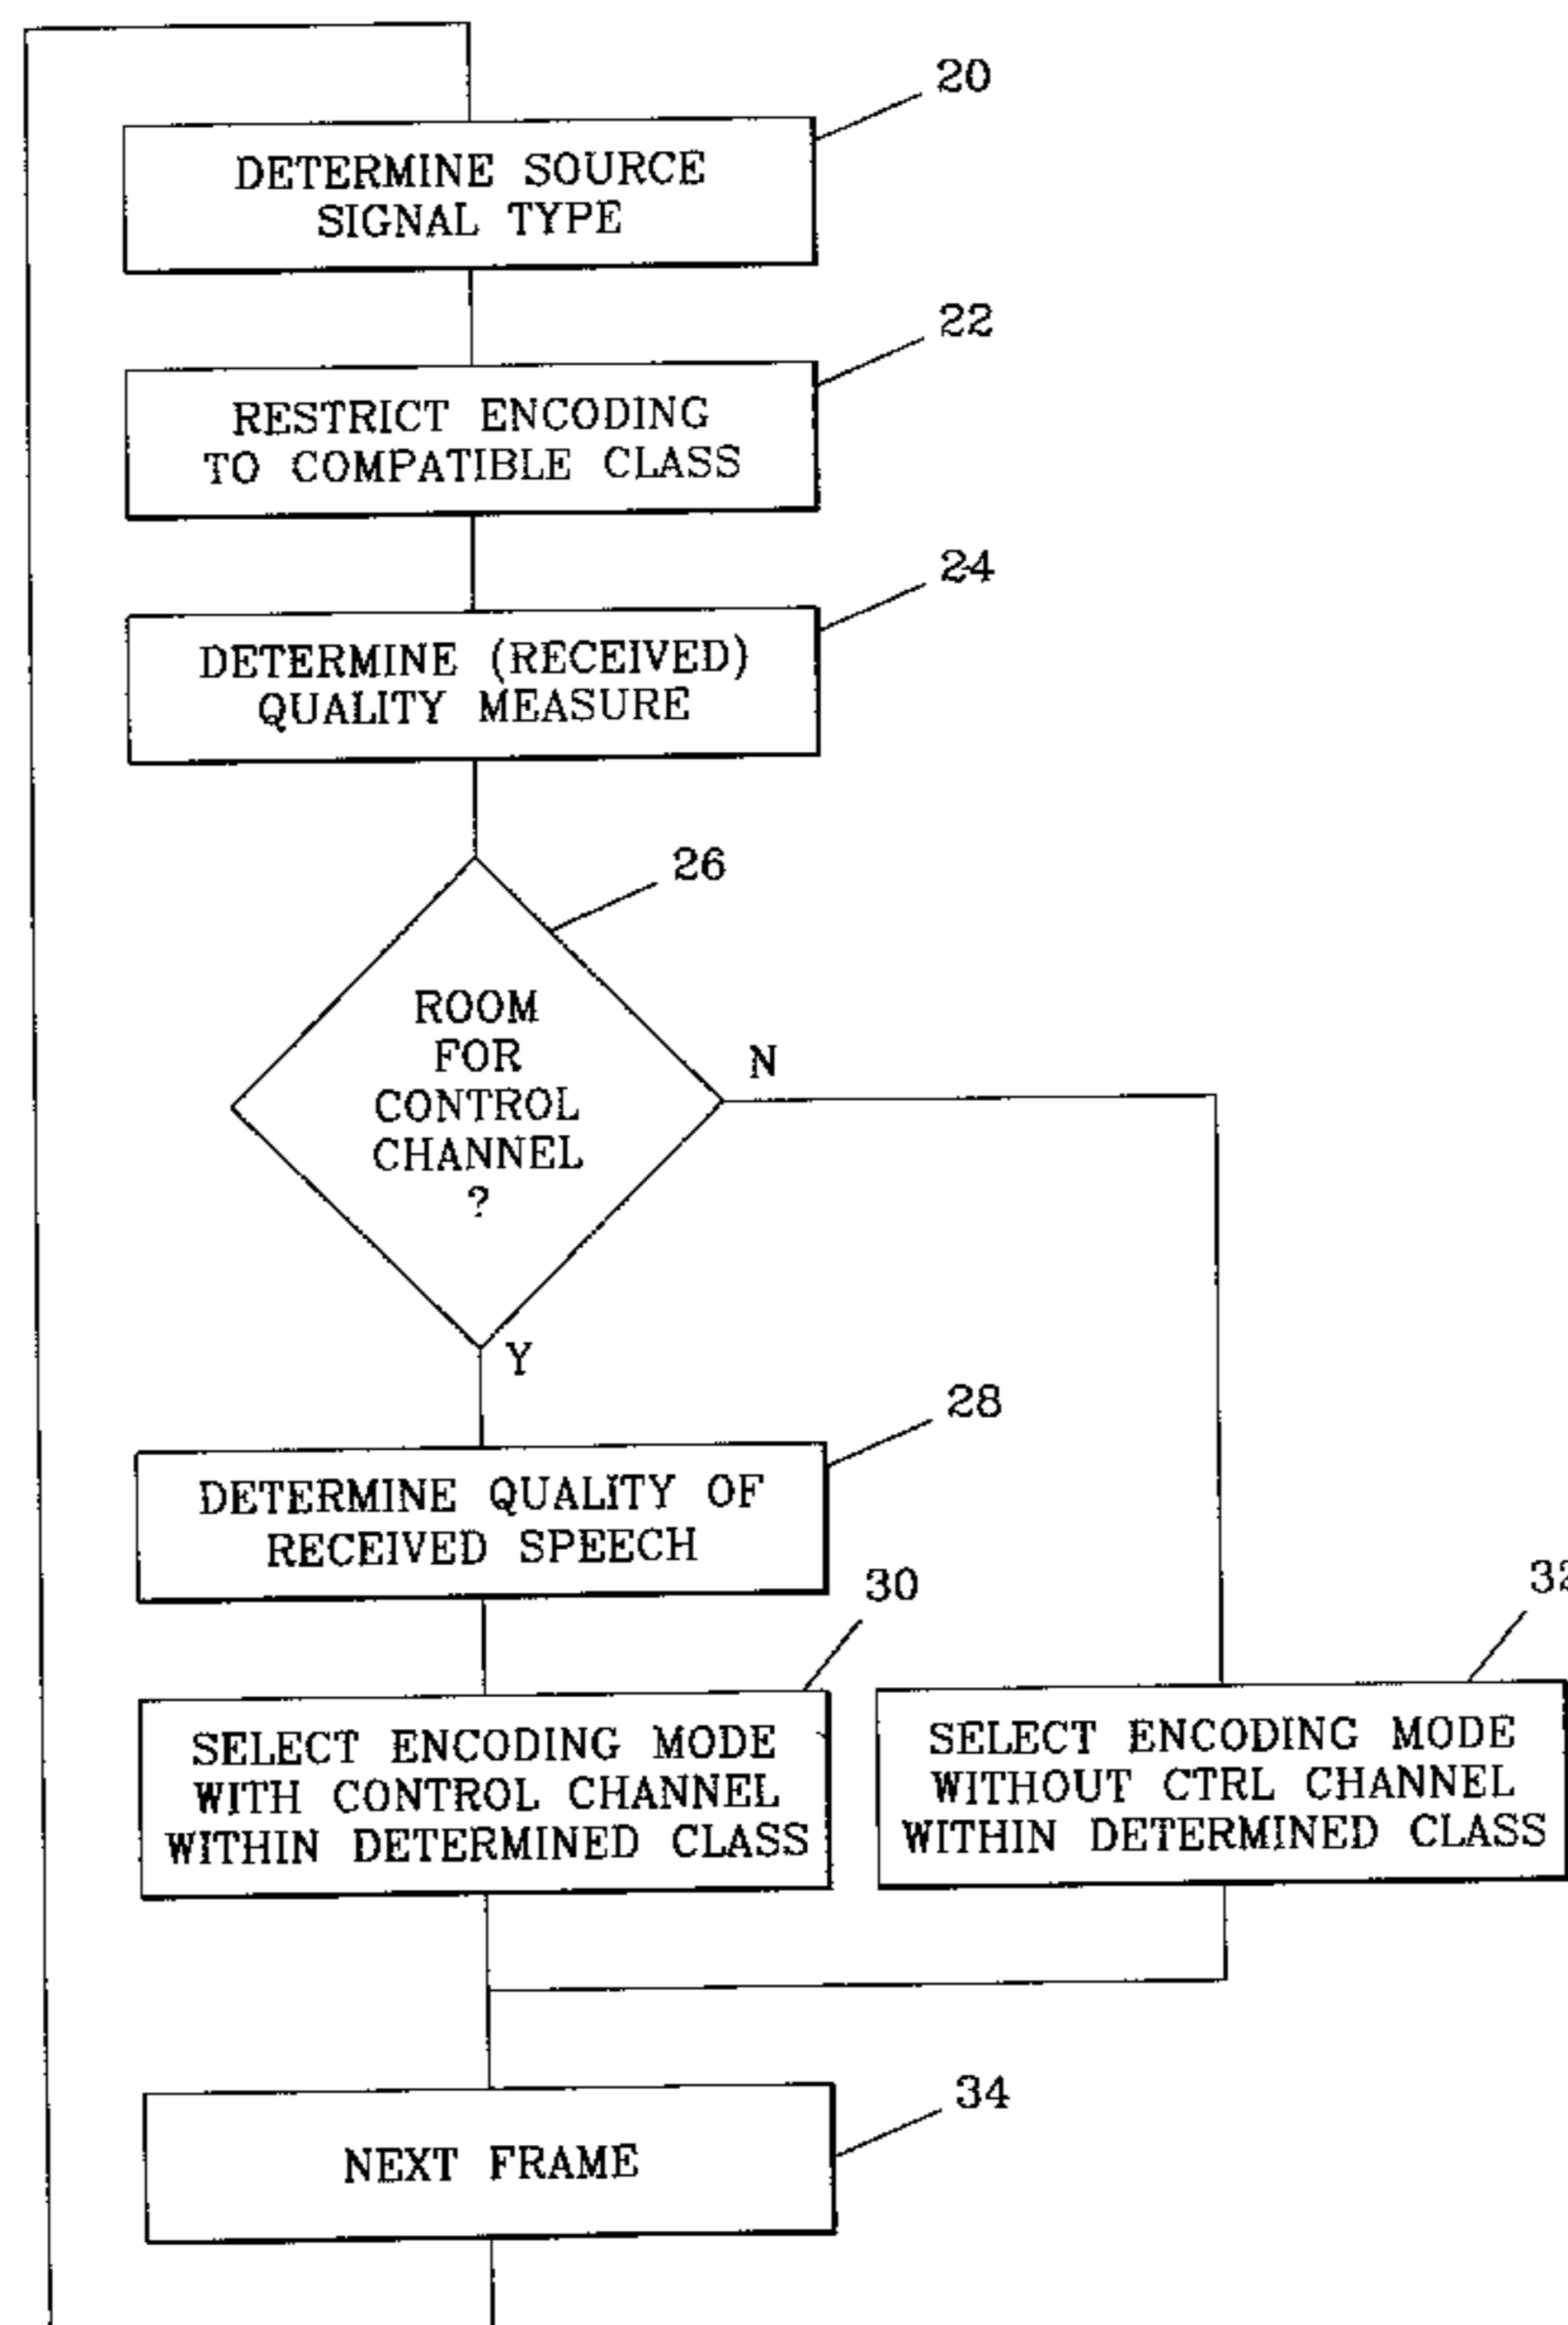 20
DETERMINE SOURCE
SIGNAL TYPE
22
RESTRICT ENCODING
TO COMPATIBLE CLASS
24
DETERMINE (RECEIVED)
QUALITY MEASURE
26
ROOM
FOR
CONTROL
CHANNEL
?
N
Y
28
DETERMINE QUALITY OF
RECEIVED SPEECH
30
SELECT ENCODING MODE
WITH CONTROL CHANNEL
WITHIN DETERMINED CLASS
32
SELECT ENCODING MODE
WITHOUT CTRL CHANNEL
WITHIN DETERMINED CLASS
34
NEXT FRAME